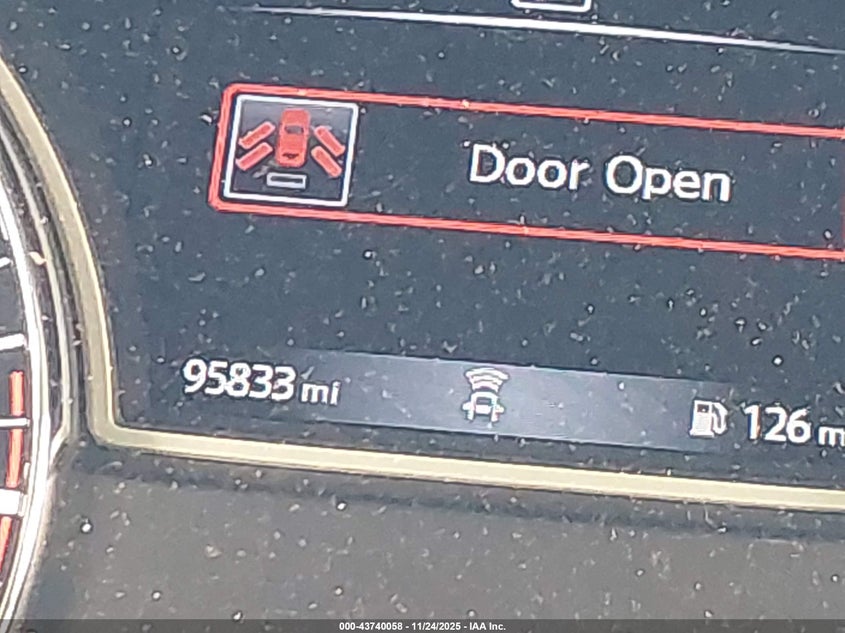 Door Open
95833 mi
126 m
000-43740058 - 11/24/2025 - IAA Inc.